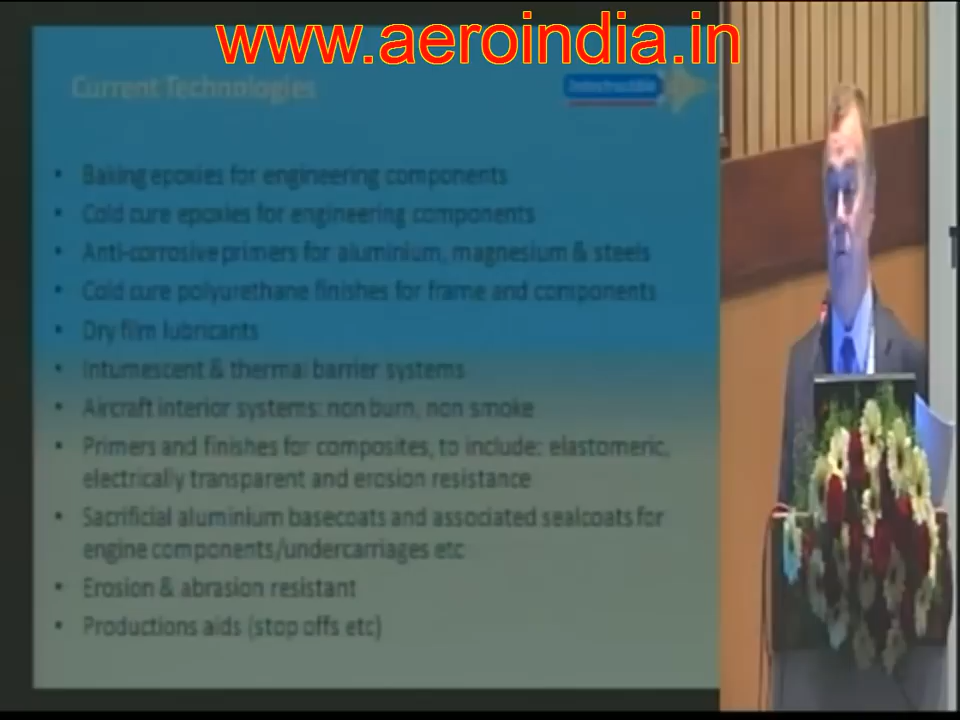 www.aeroindia.in
Current Technologies
• Baking epoxies for engineering components
• Cold cure epoxies for engineering components
• Anti-corrosive primers for aluminium, magnesium & steels
• Cold cure polyurethane finishes for frame and components
• Dry film lubricants
• Intumescent & thermal barrier systems
• Aircraft interior systems: non burn, non smoke
• Primers and finishes for composites, to include: elastomeric,
electrically transparent and erosion resistance
• Sacrificial aluminium basecoats and associated sealcoats for
engine components/undercarriages etc
• Erosion & abrasion resistant
• Productions aids (stop offs etc)